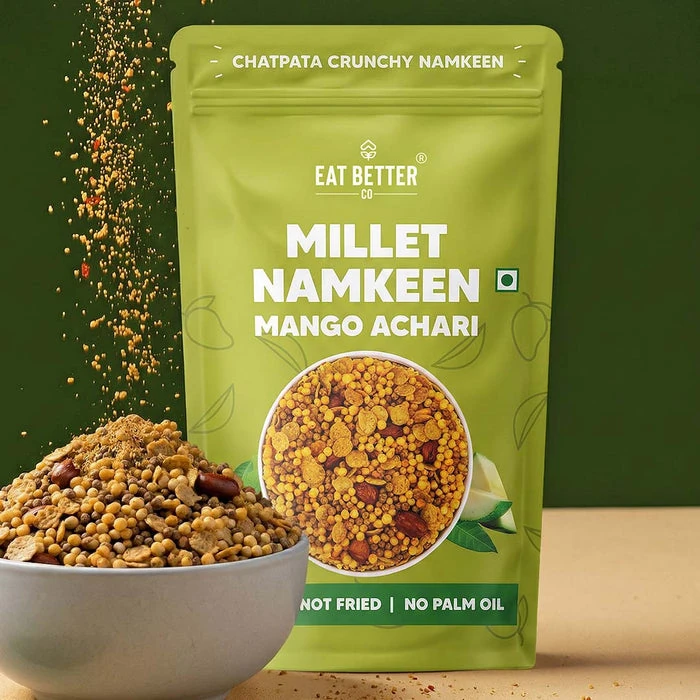 CHATPATA CRUNCHY NAMKEEN
EAT BETTER ®
CO
MILLET
NAMKEEN
MANGO ACHARI
NOT FRIED | NO PALM OIL